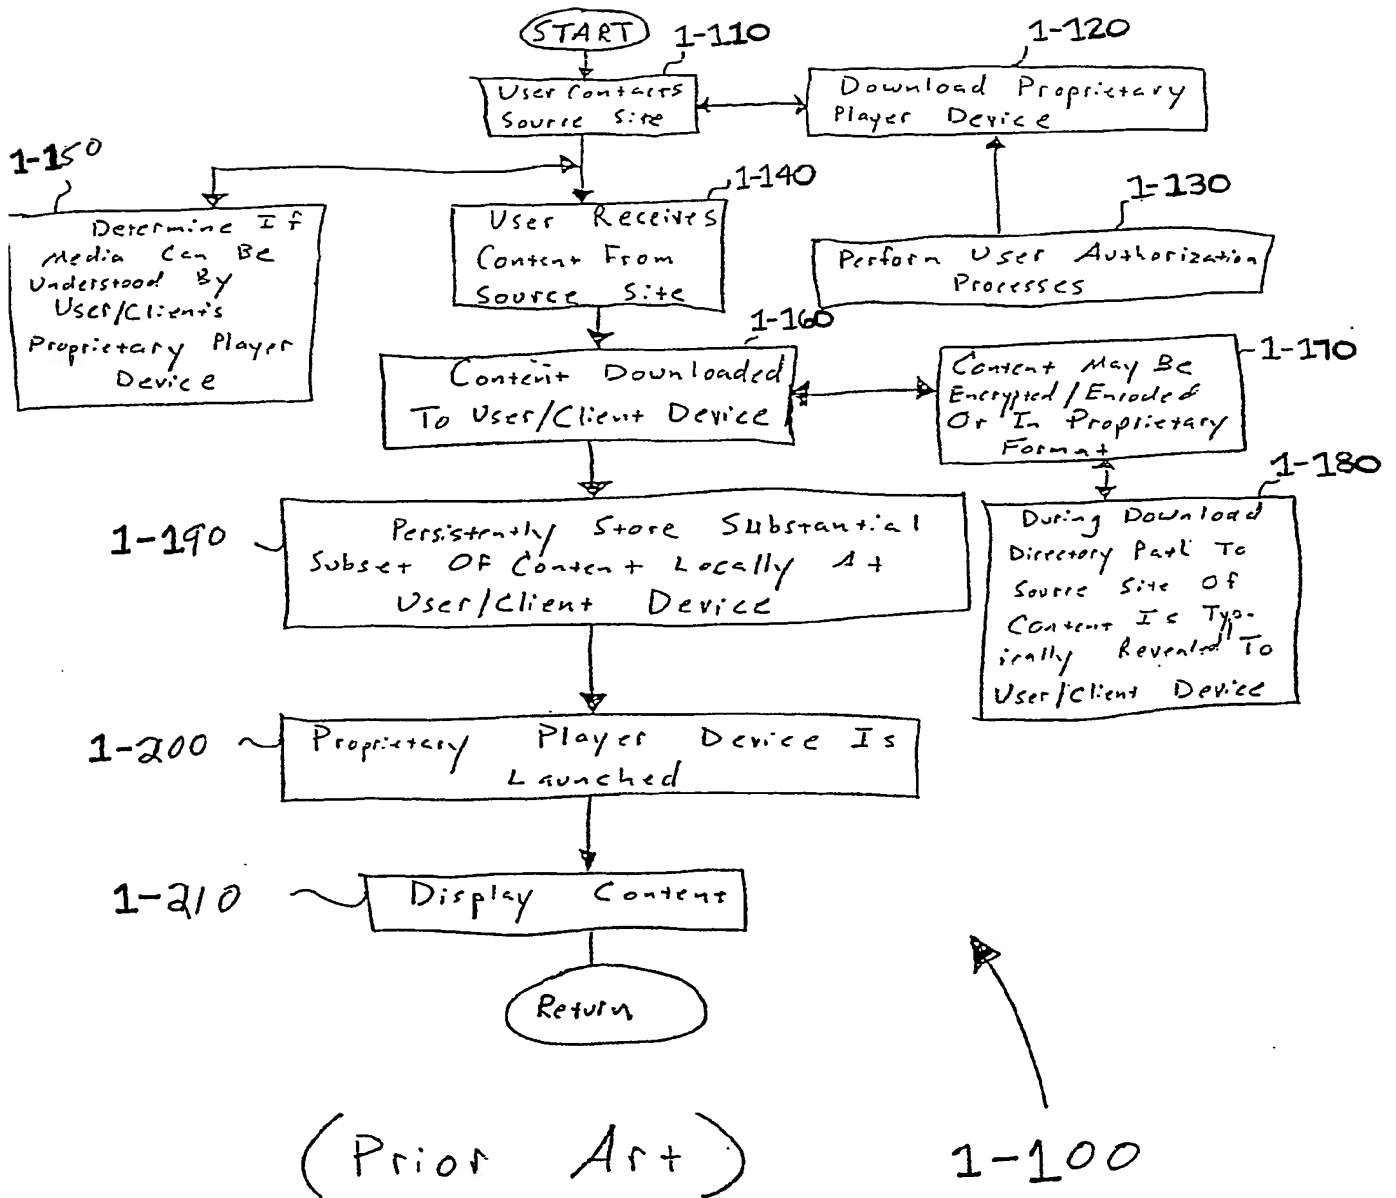 START
1-110
User Contacts
Source Site
1-120
Download Proprietary
Player Device
1-130
Perform User Authorization
Processes
1-150
Determine If
Media Can Be
Understood By
User/Clients
Proprietary Player
Device
1-140
User Receives
Content From
Source Site
1-160
Content Downloaded
To User/Client Device
1-170
Content May Be
Encrypted/Encoded
Or In Proprietary
Format
1-180
During Download
Directory Path To
Source Site Of
Content Is Typ-
ically Revealed To
User/Client Device
1-190
Persistently Store Substantial
Subset Of Content Locally At
User/Client Device
1-200
Proprietary Player Device Is
Launched
1-210
Display Content
Return
(Prior Art)
1-100